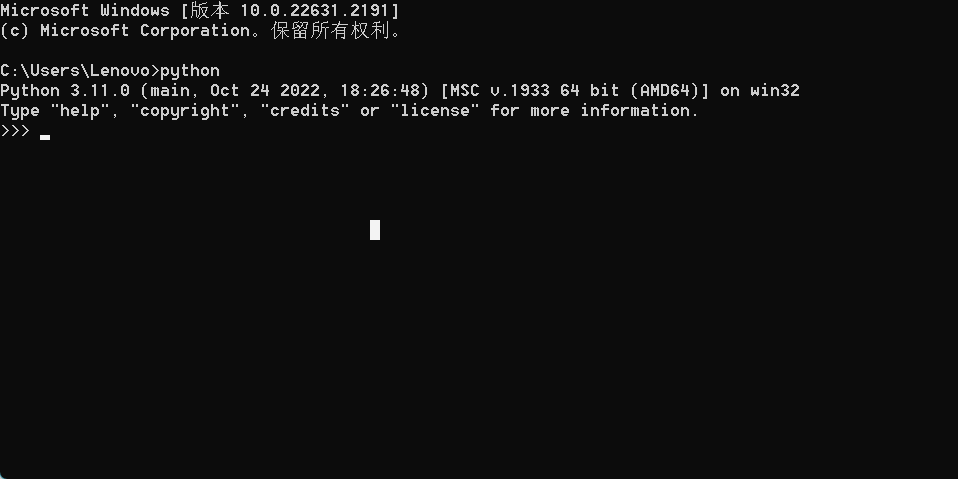 Microsoft Windows [版本 10.0.22631.2191]
(c) Microsoft Corporation。保留所有权利。
C:\Users\Lenovo>python
Python 3.11.0 (main, Oct 24 2022, 18:26:48) [MSC v.1933 64 bit (AMD64)] on win32
Type "help", "copyright", "credits" or "license" for more information.
>>>